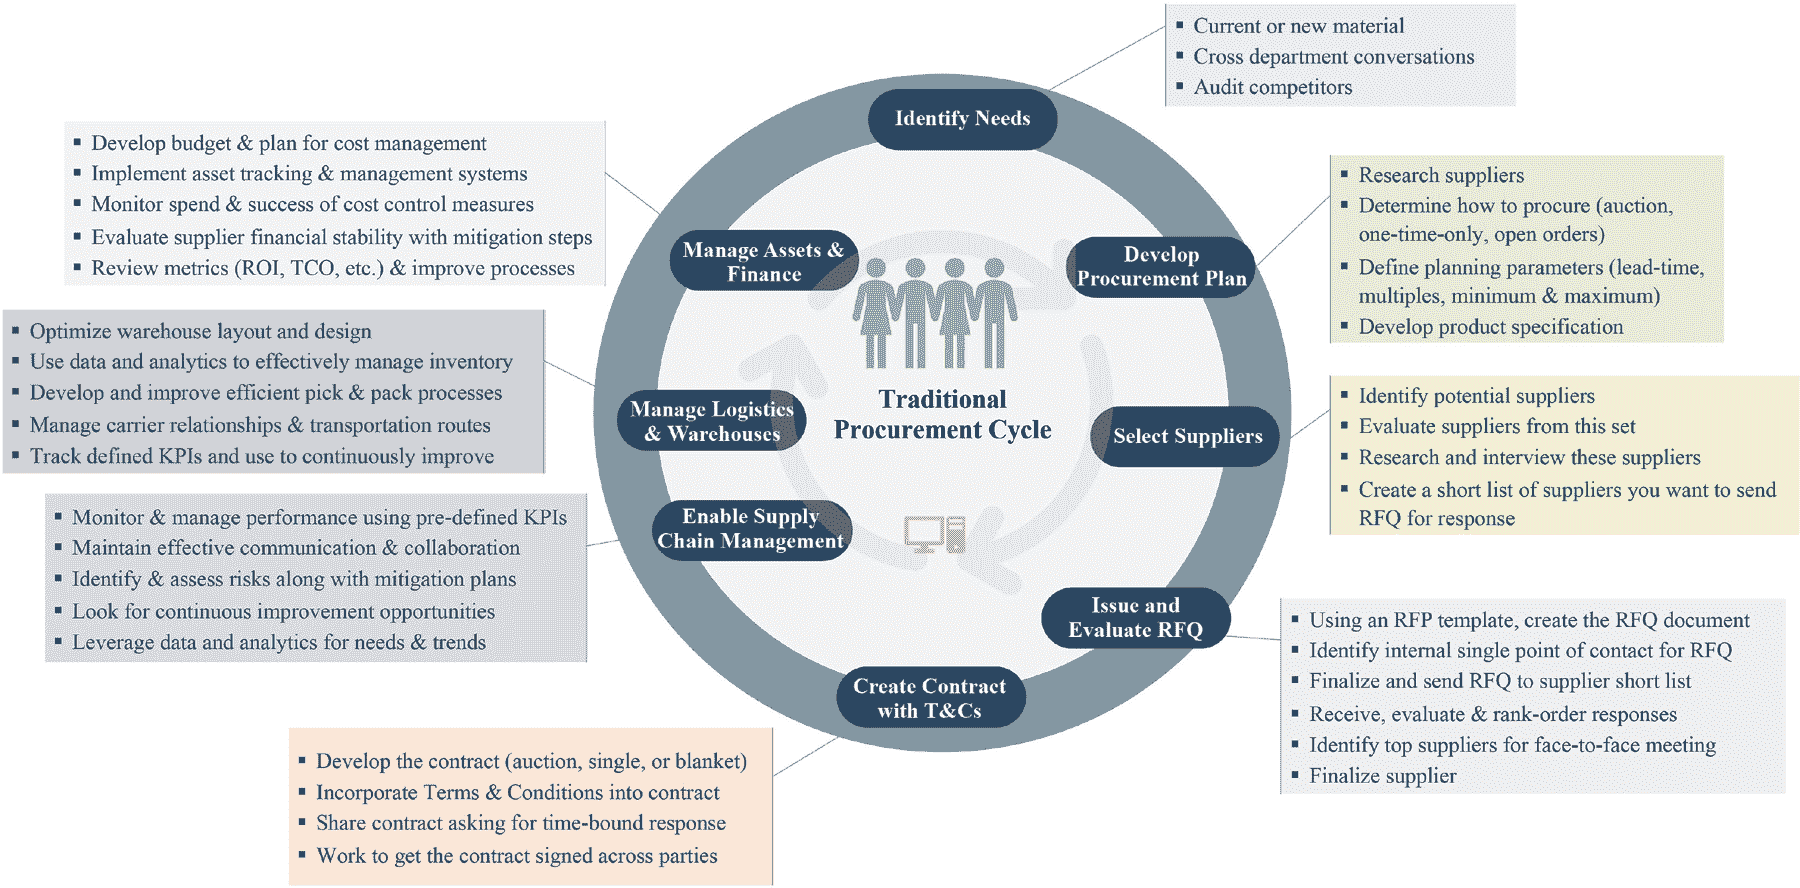 Current or new material
Cross department conversations
Audit competitors
Identify Needs
Develop budget & plan for cost management
Implement asset tracking & management systems
Monitor spend & success of cost control measures
Evaluate supplier financial stability with mitigation steps
Review metrics (ROI, TCO, etc.) & improve processes
Research suppliers
Determine how to procure (auction,
one-time-only, open orders)
Define planning parameters (lead-time,
multiples, minimum & maximum)
Develop product specification
Manage Assets &
Finance
Develop
Procurement Plan
Optimize warehouse layout and design
Use data and analytics to effectively manage inventory
Develop and improve efficient pick & pack processes
Manage carrier relationships & transportation routes
Track defined KPIs and use to continuously improve
Manage Logistics
& Warehouses
Traditional
Procurement Cycle
Select Suppliers
Identify potential suppliers
Evaluate suppliers from this set
Research and interview these suppliers
Create a short list of suppliers you want to send
RFQ for response
Monitor & manage performance using pre-defined KPIs
Maintain effective communication & collaboration
Identify & assess risks along with mitigation plans
Look for continuous improvement opportunities
Leverage data and analytics for needs & trends
Enable Supply
Chain Management
Issue and
Evaluate RFQ
Using an RFP template, create the RFQ document
Identify internal single point of contact for RFQ
Finalize and send RFQ to supplier short list
Receive, evaluate & rank-order responses
Identify top suppliers for face-to-face meeting
Finalize supplier
Create Contract
with T&Cs
Develop the contract (auction, single, or blanket)
Incorporate Terms & Conditions into contract
Share contract asking for time-bound response
Work to get the contract signed across parties